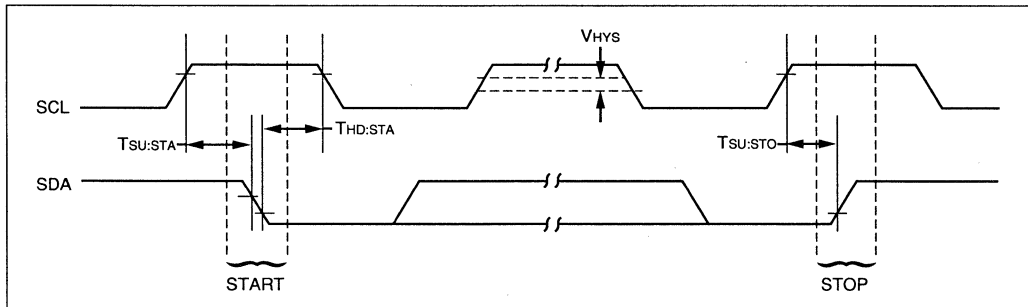 VHYS
SCL
THD:STA
TSU:STA
TSU:STO
SDA
START
STOP